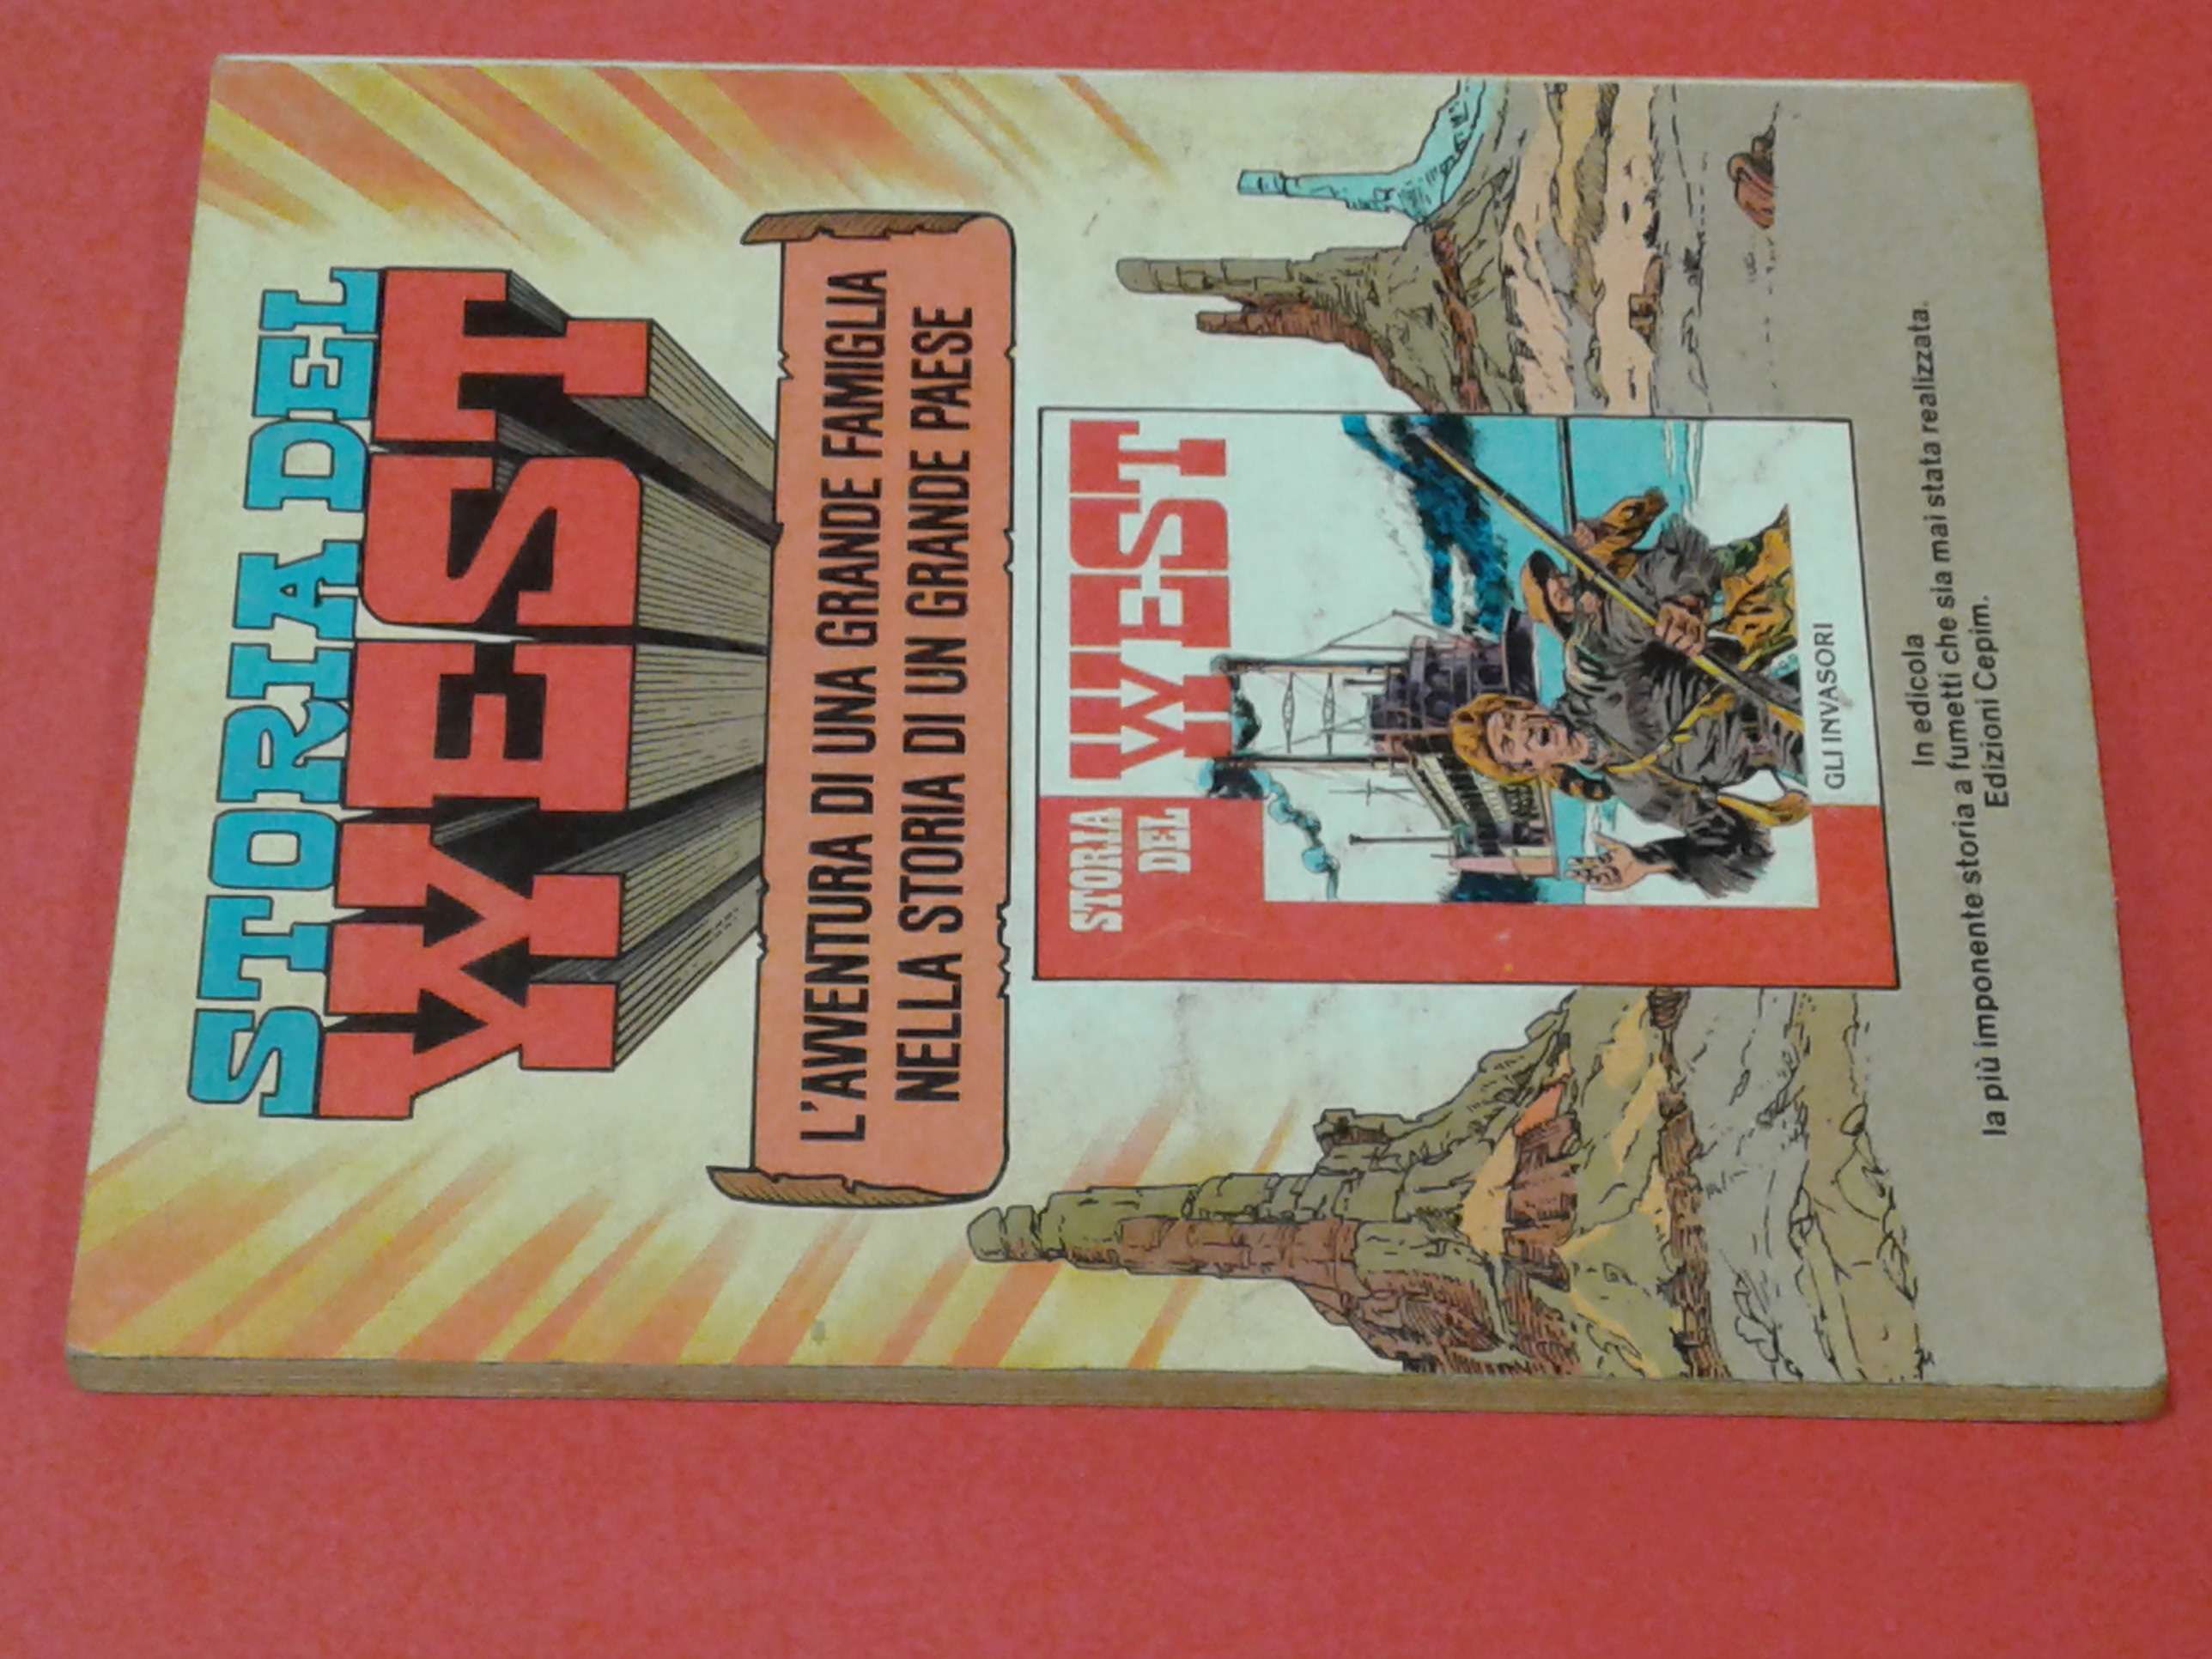 STORIA DEL
WEST
L'AVVENTURA DI UNA GRANDE FAMIGLIA
NELLA STORIA DI UN GRANDE PAESE
STORIA
DEL
WEST
GLI INVASORI
In edicola
la più imponente storia a fumetti che sia mai stata realizzata.
Edizioni Cepim.